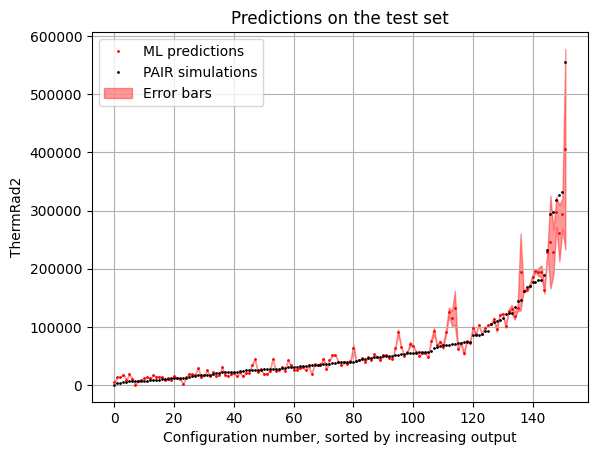 Predictions on the test set
ML predictions
PAIR simulations
Error bars
600000
500000
400000
300000
200000
100000
0
ThermRad2
0 20 40 60 80 100 120 140
Configuration number, sorted by increasing output